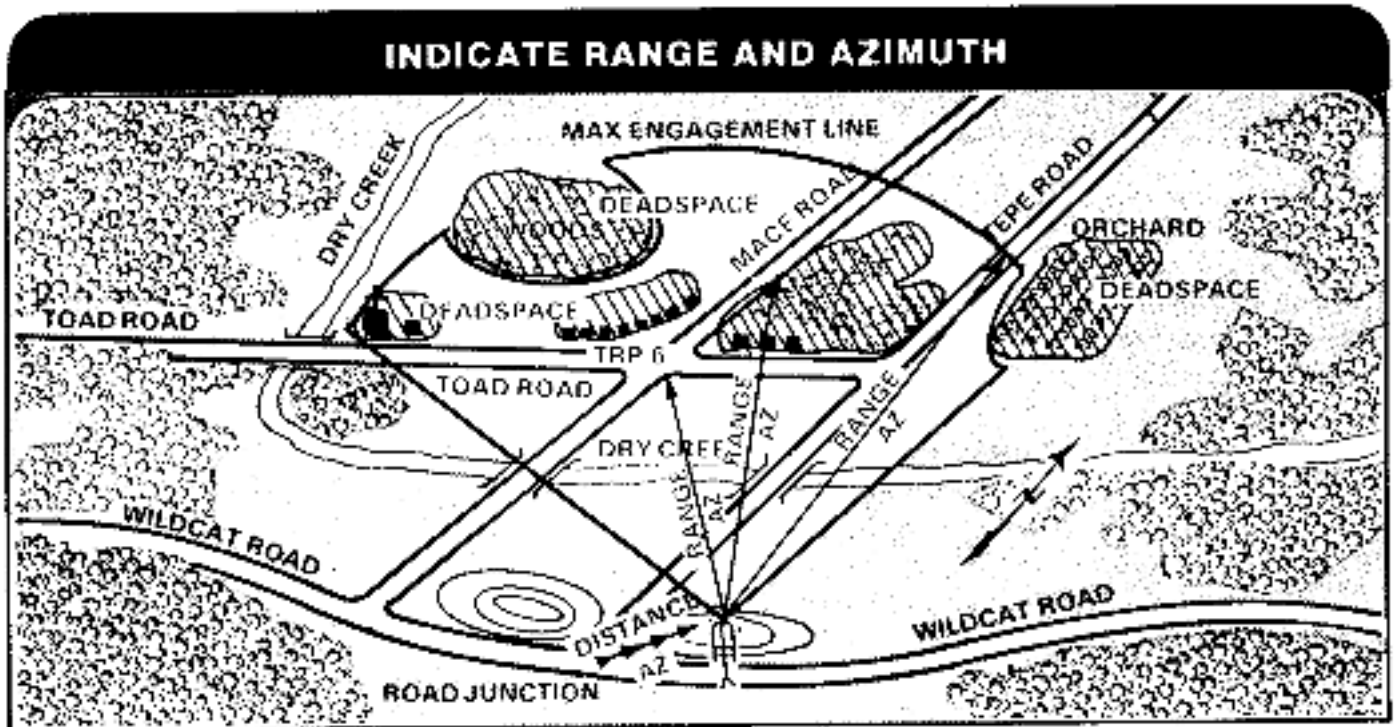 INDICATE RANGE AND AZIMUTH
MAX ENGAGEMENT LINE
DRY CREEK
DEADSPACE
WOODS
MACE ROAD
EPE ROAD
ORCHARD
DEADSPACE
DEADSPACE
TOAD ROAD
TRP 6
TOAD ROAD
RANGE
AZ
RANGE
AZ
DRY CREE
RANGE
AZ
WILDCAT ROAD
DISTANCE
AZ
WILDCAT ROAD
ROAD JUNCTION